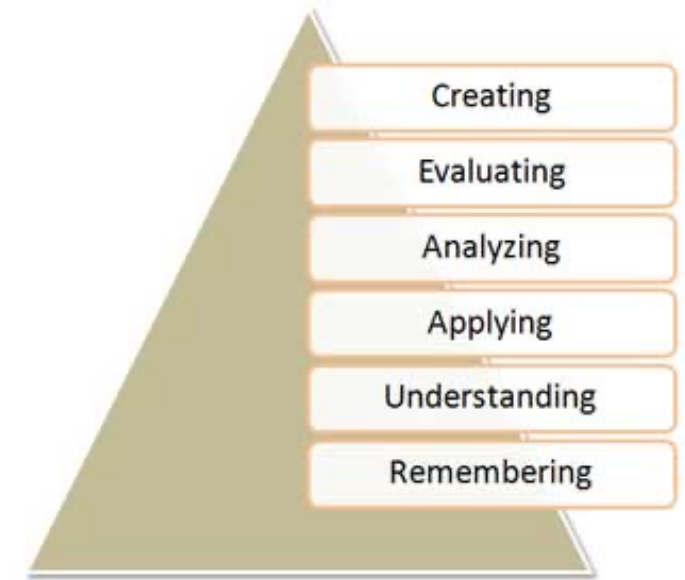 Creating
Evaluating
Analyzing
Applying
Understanding
Remembering